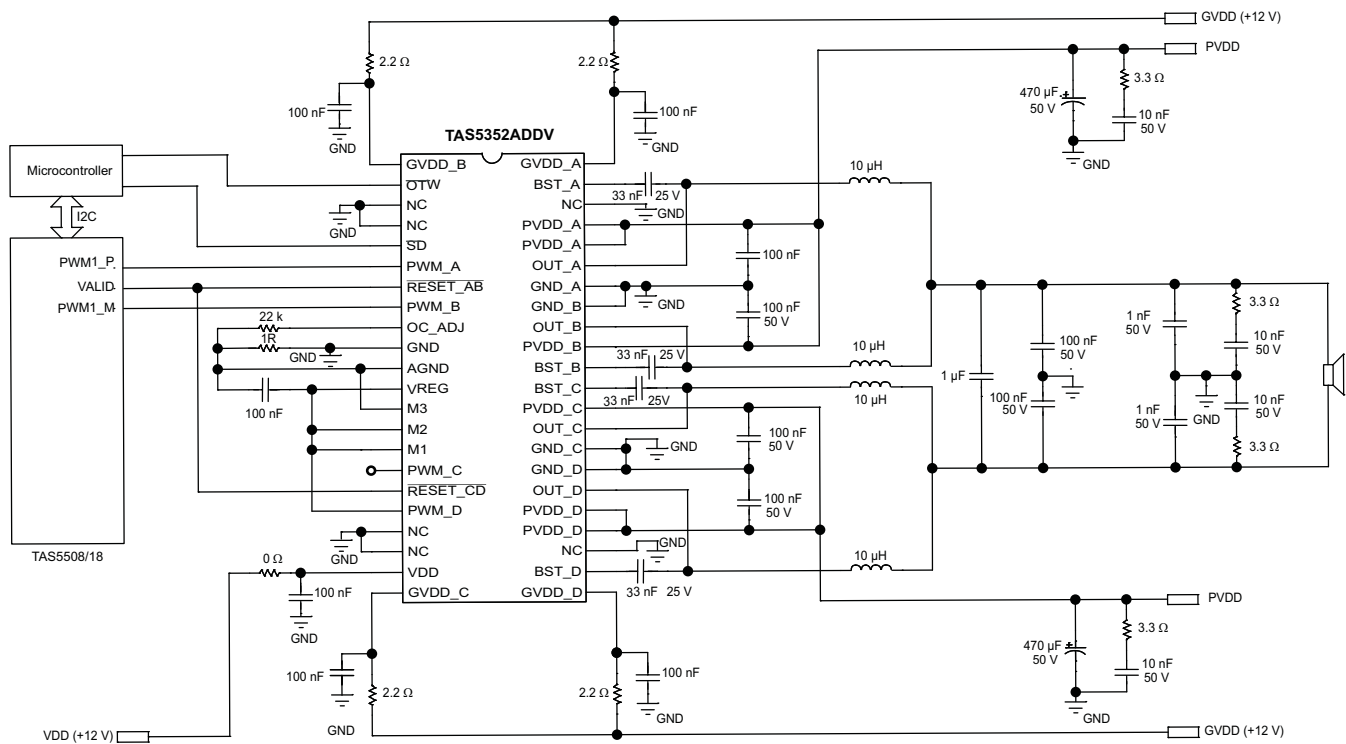 GVDD (+12 V)
PVDD
2.2 Ω
2.2 Ω
3.3 Ω
470 µF
50 V
10 nF
50 V
100 nF
100 nF
GND
GND
GND
TAS5352ADDV
Microcontroller
I2C
PWM1_P
VALID
PWM1_M
TAS5508/18
GVDD_B
OTW
NC
NC
SD
PWM_A
RESET_AB
PWM_B
OC_ADJ
GND
AGND
VREG
M3
M2
M1
PWM_C
RESET_CD
PWM_D
NC
NC
VDD
GVDD_C
GVDD_A
BST_A
NC
PVDD_A
PVDD_A
OUT_A
GND_A
GND_B
OUT_B
PVDD_B
BST_B
BST_C
PVDD_C
OUT_C
GND_C
GND_D
OUT_D
PVDD_D
PVDD_D
NC
BST_D
GVDD_D
GND
22 k
1R
GND
100 nF
GND
0 Ω
100 nF
GND
33 nF 25 V
GND
100 nF
GND
100 nF
50 V
33 nF 25 V
33 nF 25V
GND
100 nF
50 V
100 nF
50 V
GND
33 nF 25 V
10 µH
10 µH
10 µH
10 µH
1 µF
100 nF
50 V
100 nF
50 V
GND
1 nF
50 V
1 nF
50 V
GND
3.3 Ω
10 nF
50 V
10 nF
50 V
3.3 Ω
PVDD
3.3 Ω
470 µF
50 V
10 nF
50 V
GND
100 nF
100 nF
2.2 Ω
2.2 Ω
GND
GND
VDD (+12 V)
GVDD (+12 V)